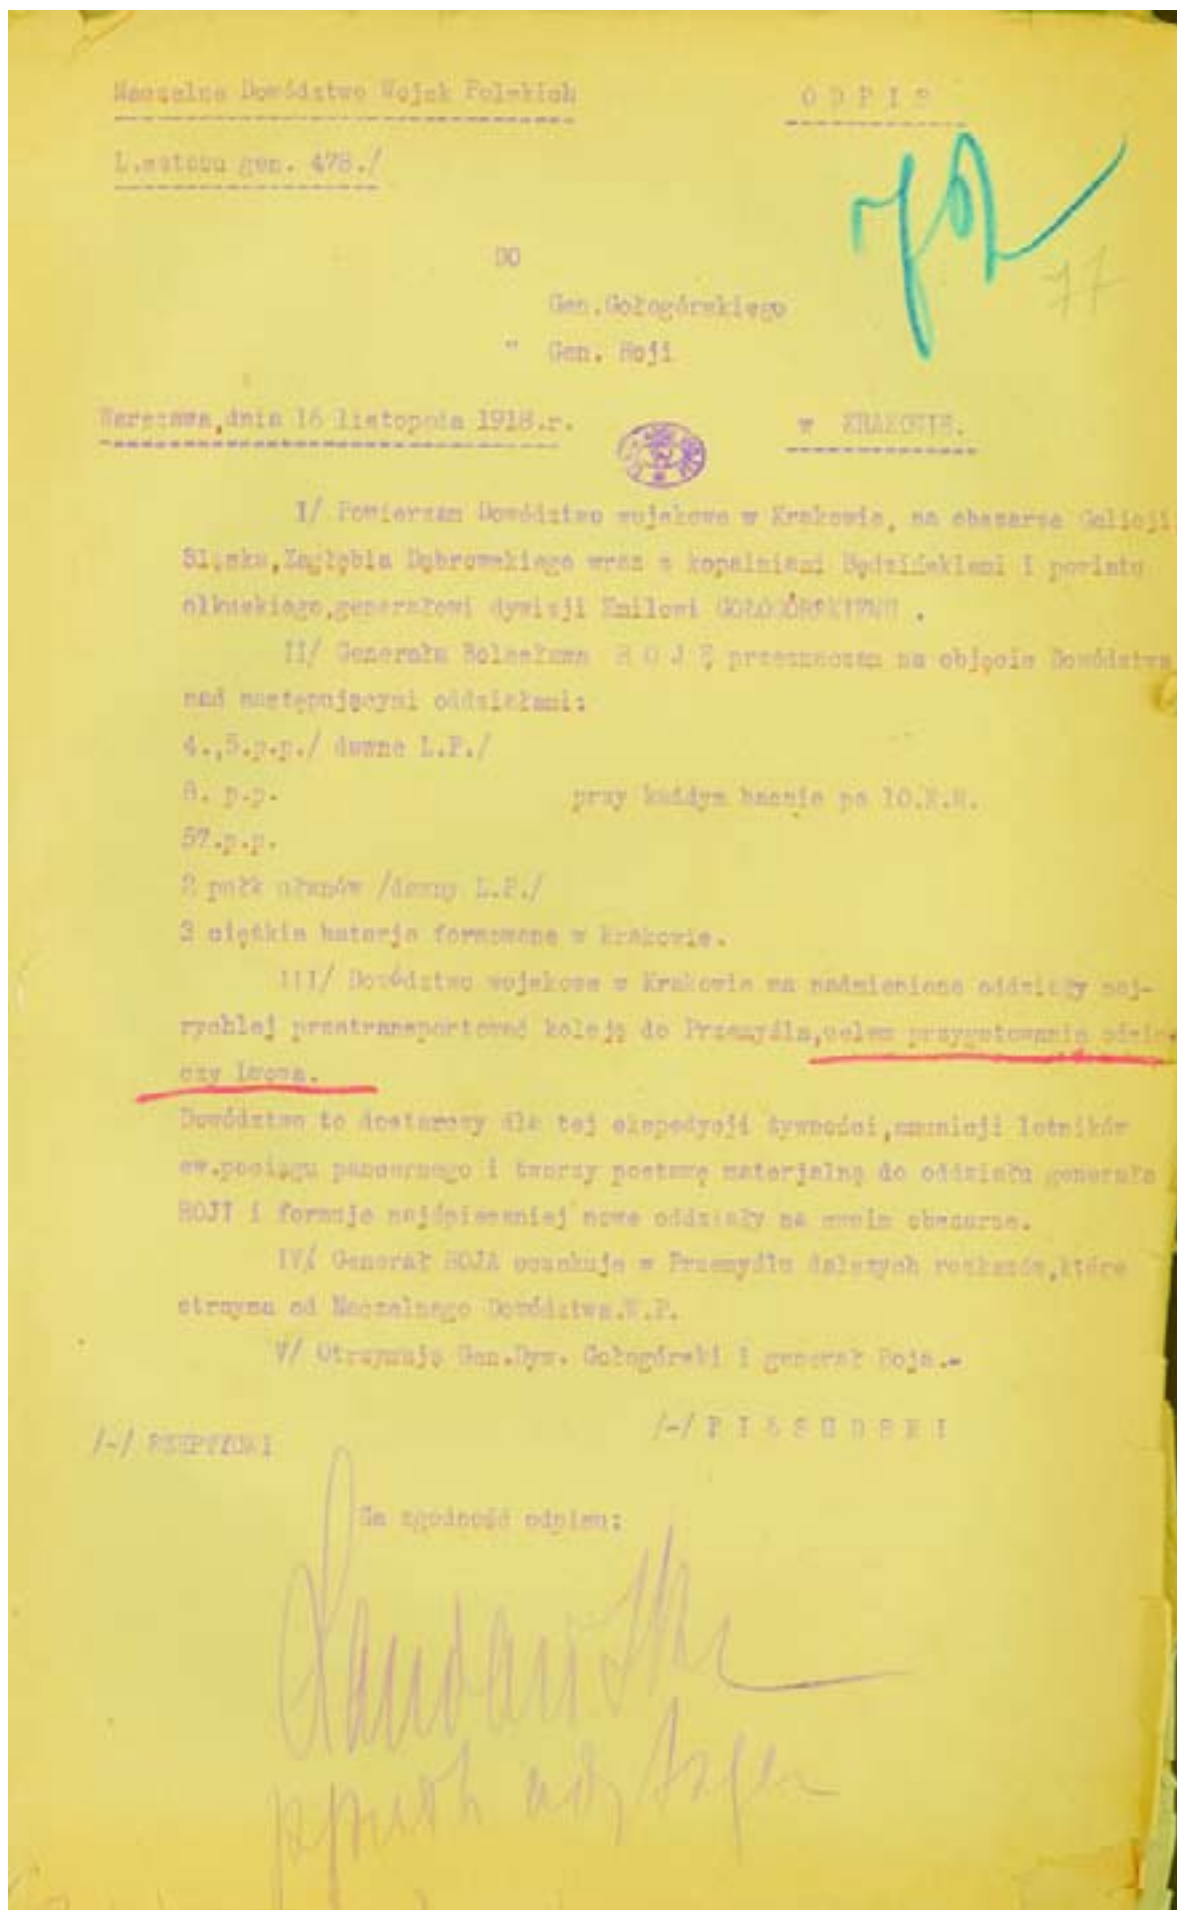 Naczelne Dowództwo Wojsk Polskich
O D P I S
L.sztabu gen. 478./
DO
77
Gen.Gołogórskiego
" Gen. Roji
Warszawa,dnia 16 listopada 1918.r.
w KRAKOWIE.
I/ Powierzam Dowództwo wojskowe w Krakowie, na obszarze Galicji
Śląska,Zagłębia Dąbrowskiego wraz z kopalniami Będzińskiemi i powiatu
olkuskiego,generałowi dywizji Emilowi GOŁOGÓRSKIEMU .
II/ Generała Bolesława R O J Ę przeznaczam na objęcie Dowództwa
nad następującymi oddziałami:
4.,5.p.p./ dawne L.P./
8. p.p. przy każdym baonie po 10.K.M.
57.p.p.
2 pułk ułanów /dawny L.P./
ciężkie baterje formowane w krakowie.
III/ Dowództwo wojskowe w Krakowie ma nadmienione oddziały naj-
rychlej przetransportować koleją do Przemyśla,celem przygotowania odsie-
czy Lwowa.
Dowództwo to dostarczy dla tej ekspedycji żywności,amunicji lotników
ew.pociągu pancernego i tworzy postawę materjalną do oddziału generała
ROJI i formuje najśpieszniej nowe oddziały na swoim obszarze.
IV/ Generał ROJA oczekuje w Przemyślu dalszych rozkazów,które
otrzyma od Naczelnego Dowództwa.W.P.
V/ Otrzymują Gen.Dyw. Gołogórski i generał Roja.-
/-/ P I Ł S U D S K I
/-/ ROZWADOWSKI
Za zgodność odpisu: